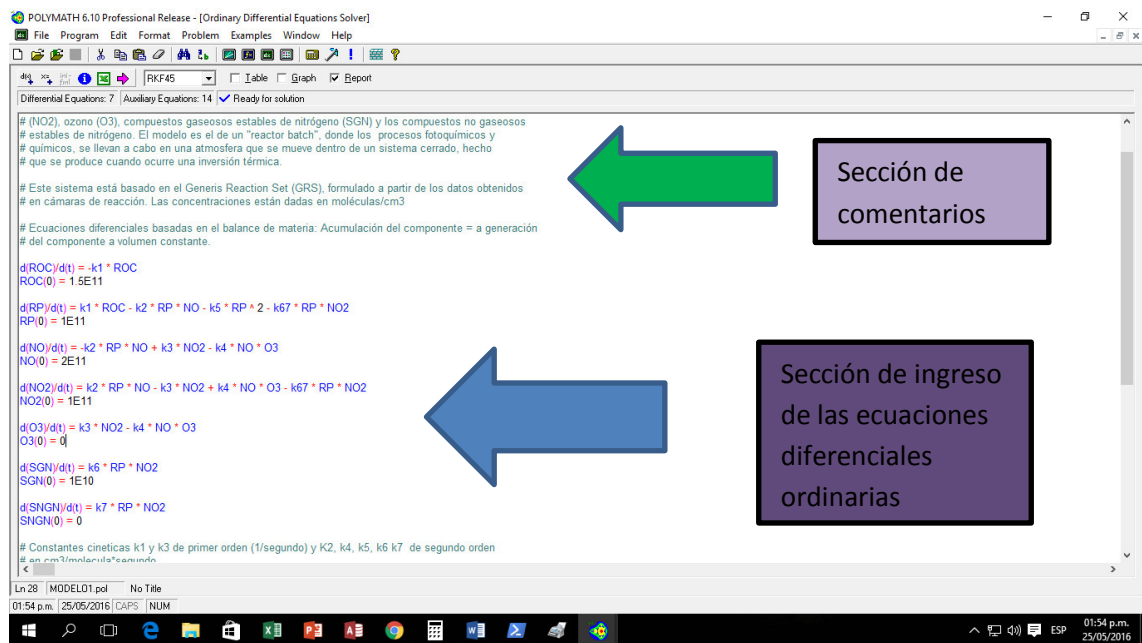 POLYMATH 6.10 Professional Release - [Ordinary Differential Equations Solver]
File Program Edit Format Problem Examples Window Help
RKF45 Table Graph Report
Differential Equations: 7 Auxiliary Equations: 14 Ready for solution
# (NO2), ozono (O3), compuestos gaseosos estables de nitrógeno (SGN) y los compuestos no gaseosos
# estables de nitrógeno. El modelo es el de un "reactor batch", donde los procesos fotoquímicos y
# químicos, se llevan a cabo en una atmosfera que se mueve dentro de un sistema cerrado, hecho
# que se produce cuando ocurre una inversión térmica.
# Este sistema está basado en el Generis Reaction Set (GRS), formulado a partir de los datos obtenidos
# en cámaras de reacción. Las concentraciones están dadas en moléculas/cm3
# Ecuaciones diferenciales basadas en el balance de materia: Acumulación del componente = a generación
# del componente a volumen constante.
d(ROC)/d(t) = -k1 * ROC
ROC(0) = 1.5E11
d(RP)/d(t) = k1 * ROC - k2 * RP * NO - k5 * RP ^ 2 - k67 * RP * NO2
RP(0) = 1E11
d(NO)/d(t) = -k2 * RP * NO + k3 * NO2 - k4 * NO * O3
NO(0) = 2E11
d(NO2)/d(t) = k2 * RP * NO - k3 * NO2 + k4 * NO * O3 - k67 * RP * NO2
NO2(0) = 1E11
d(O3)/d(t) = k3 * NO2 - k4 * NO * O3
O3(0) = 0
d(SGN)/d(t) = k6 * RP * NO2
SGN(0) = 1E10
d(SNGN)/d(t) = k7 * RP * NO2
SNGN(0) = 0
# Constantes cineticas k1 y k3 de primer orden (1/segundo) y K2, k4, k5, k6 k7 de segundo orden
# en cm3/molecula*segundo
Sección de
comentarios
Sección de ingreso
de las ecuaciones
diferenciales
ordinarias
Ln 28 MODELO1.pol No Title
01:54 p.m. 25/05/2016 CAPS NUM
ESP
01:54 p.m.
25/05/2016